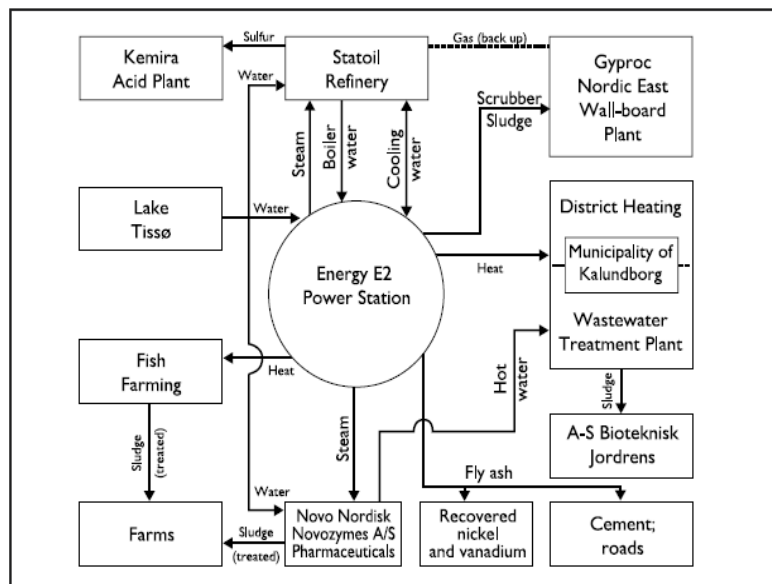 Kemira
Acid Plant
Sulfur
Statoil
Refinery
Gas (back up)
Gyproc
Nordic East
Wall-board
Plant
Water
Scrubber
Sludge
Steam
Boiler
water
Cooling
water
Lake
Tissø
Water
District Heating
Municipality of
Kalundborg
Wastewater
Treatment Plant
Energy E2
Power Station
Heat
Fish
Farming
Heat
Hot
water
Sludge
Sludge
(treated)
Steam
A-S Bioteknisk
Jordrens
Fly ash
Water
Farms
Sludge
(treated)
Novo Nordisk
Novozymes A/S
Pharmaceuticals
Recovered
nickel
and vanadium
Cement;
roads